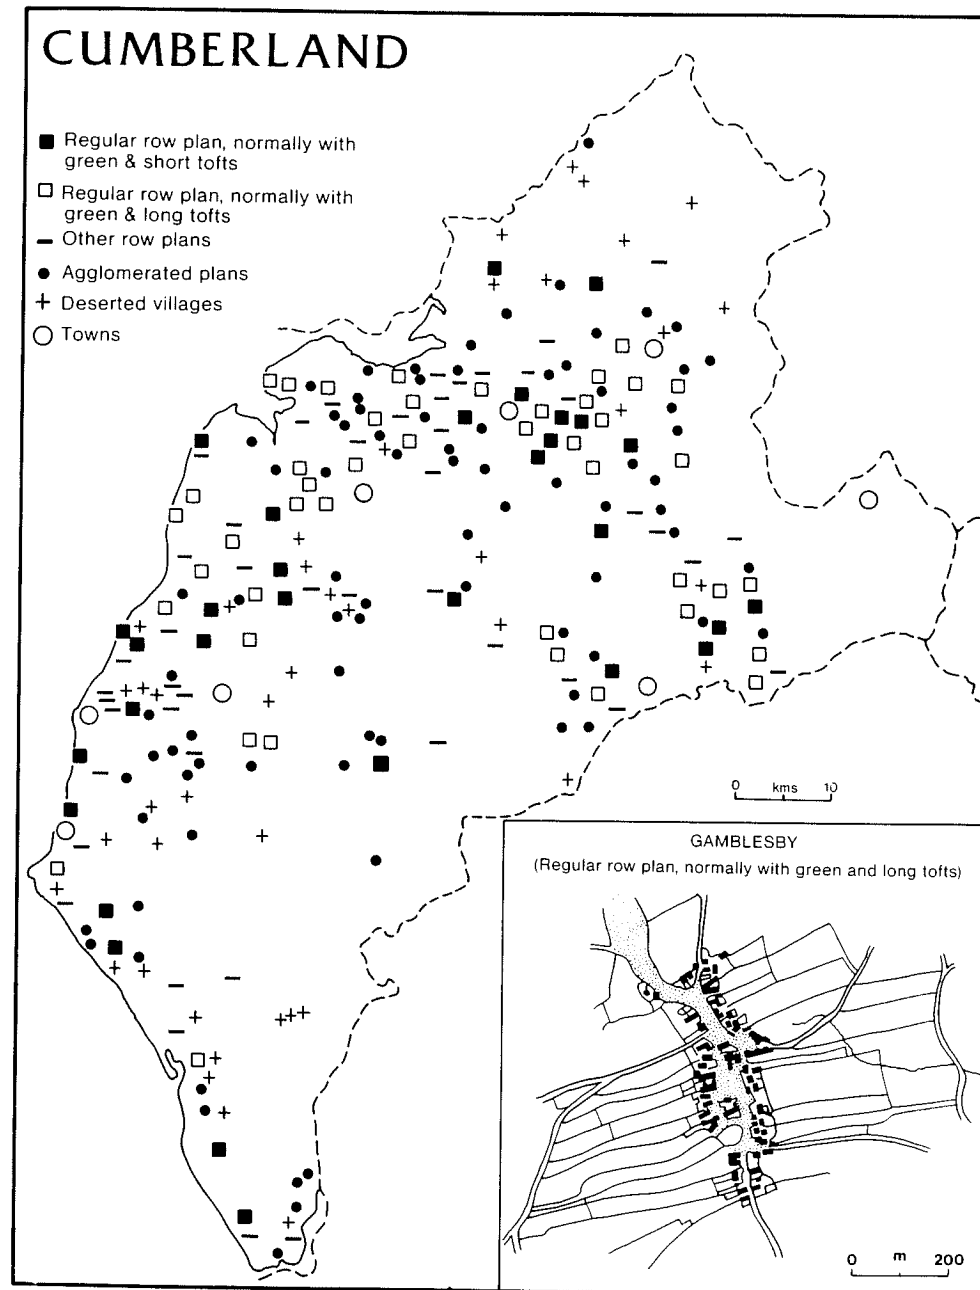 CUMBERLAND
Regular row plan, normally with
green & short tofts
Regular row plan, normally with
green & long tofts
Other row plans
Agglomerated plans
Deserted villages
Towns
0 kms 10
GAMBLESBY
(Regular row plan, normally with green and long tofts)
0 m 200